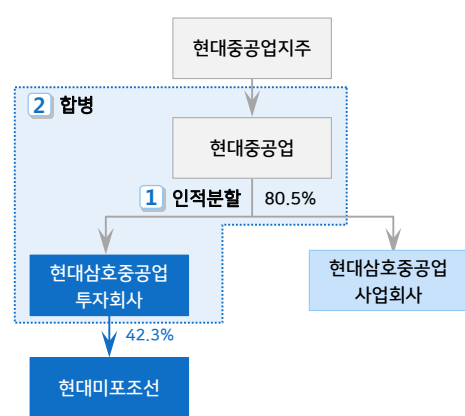 현대중공업지주
2 합병
현대중공업
1 인적분할 80.5%
현대삼호중공업
투자회사
현대삼호중공업
사업회사
42.3%
현대미포조선